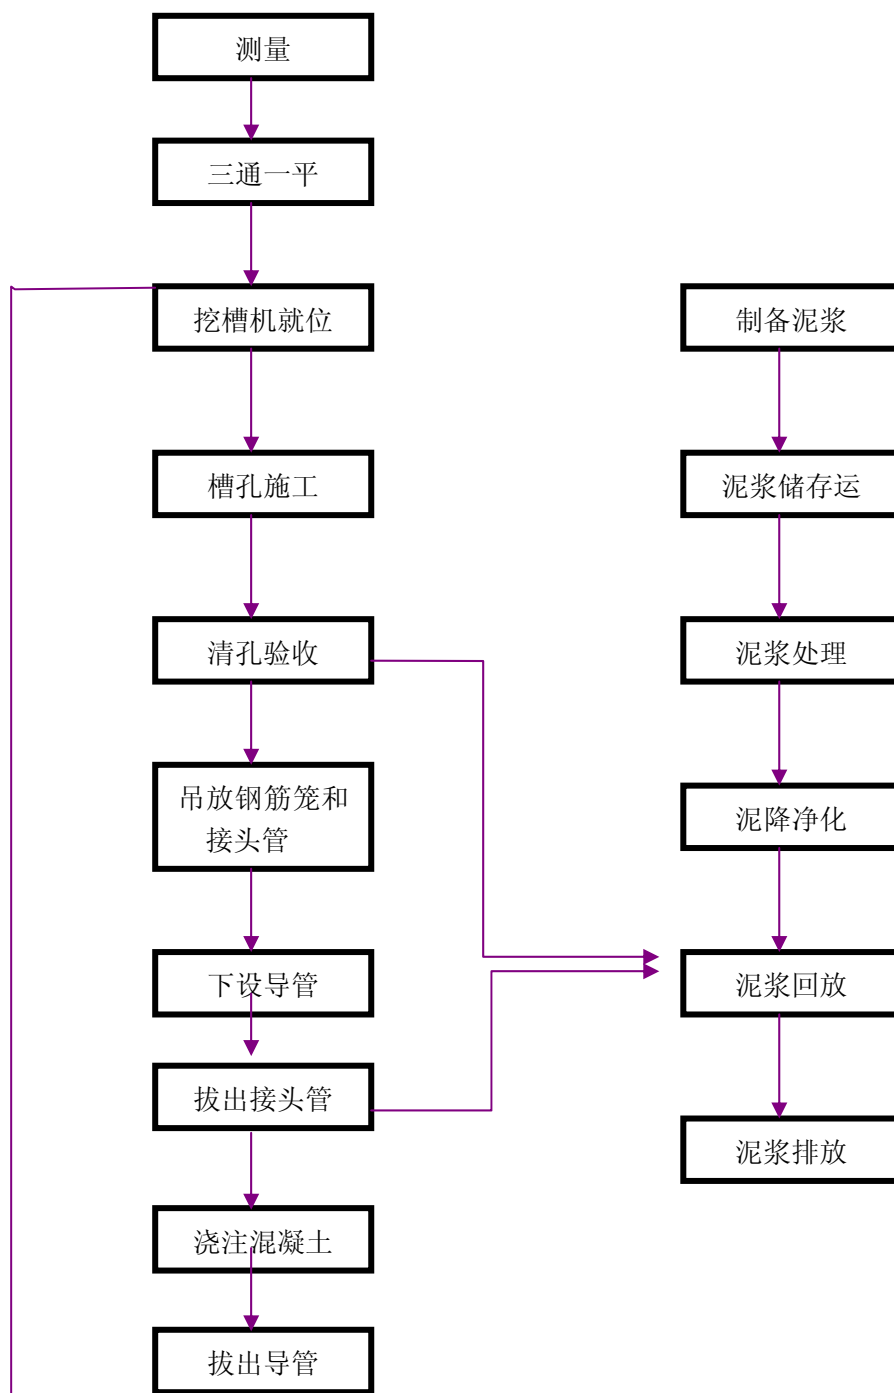 测量
三通一平
挖槽机就位
槽孔施工
清孔验收
吊放钢筋笼和
接头管
下设导管
拔出接头管
浇注混凝土
拔出导管
制备泥浆
泥浆储存运
泥浆处理
泥降净化
泥浆回放
泥浆排放